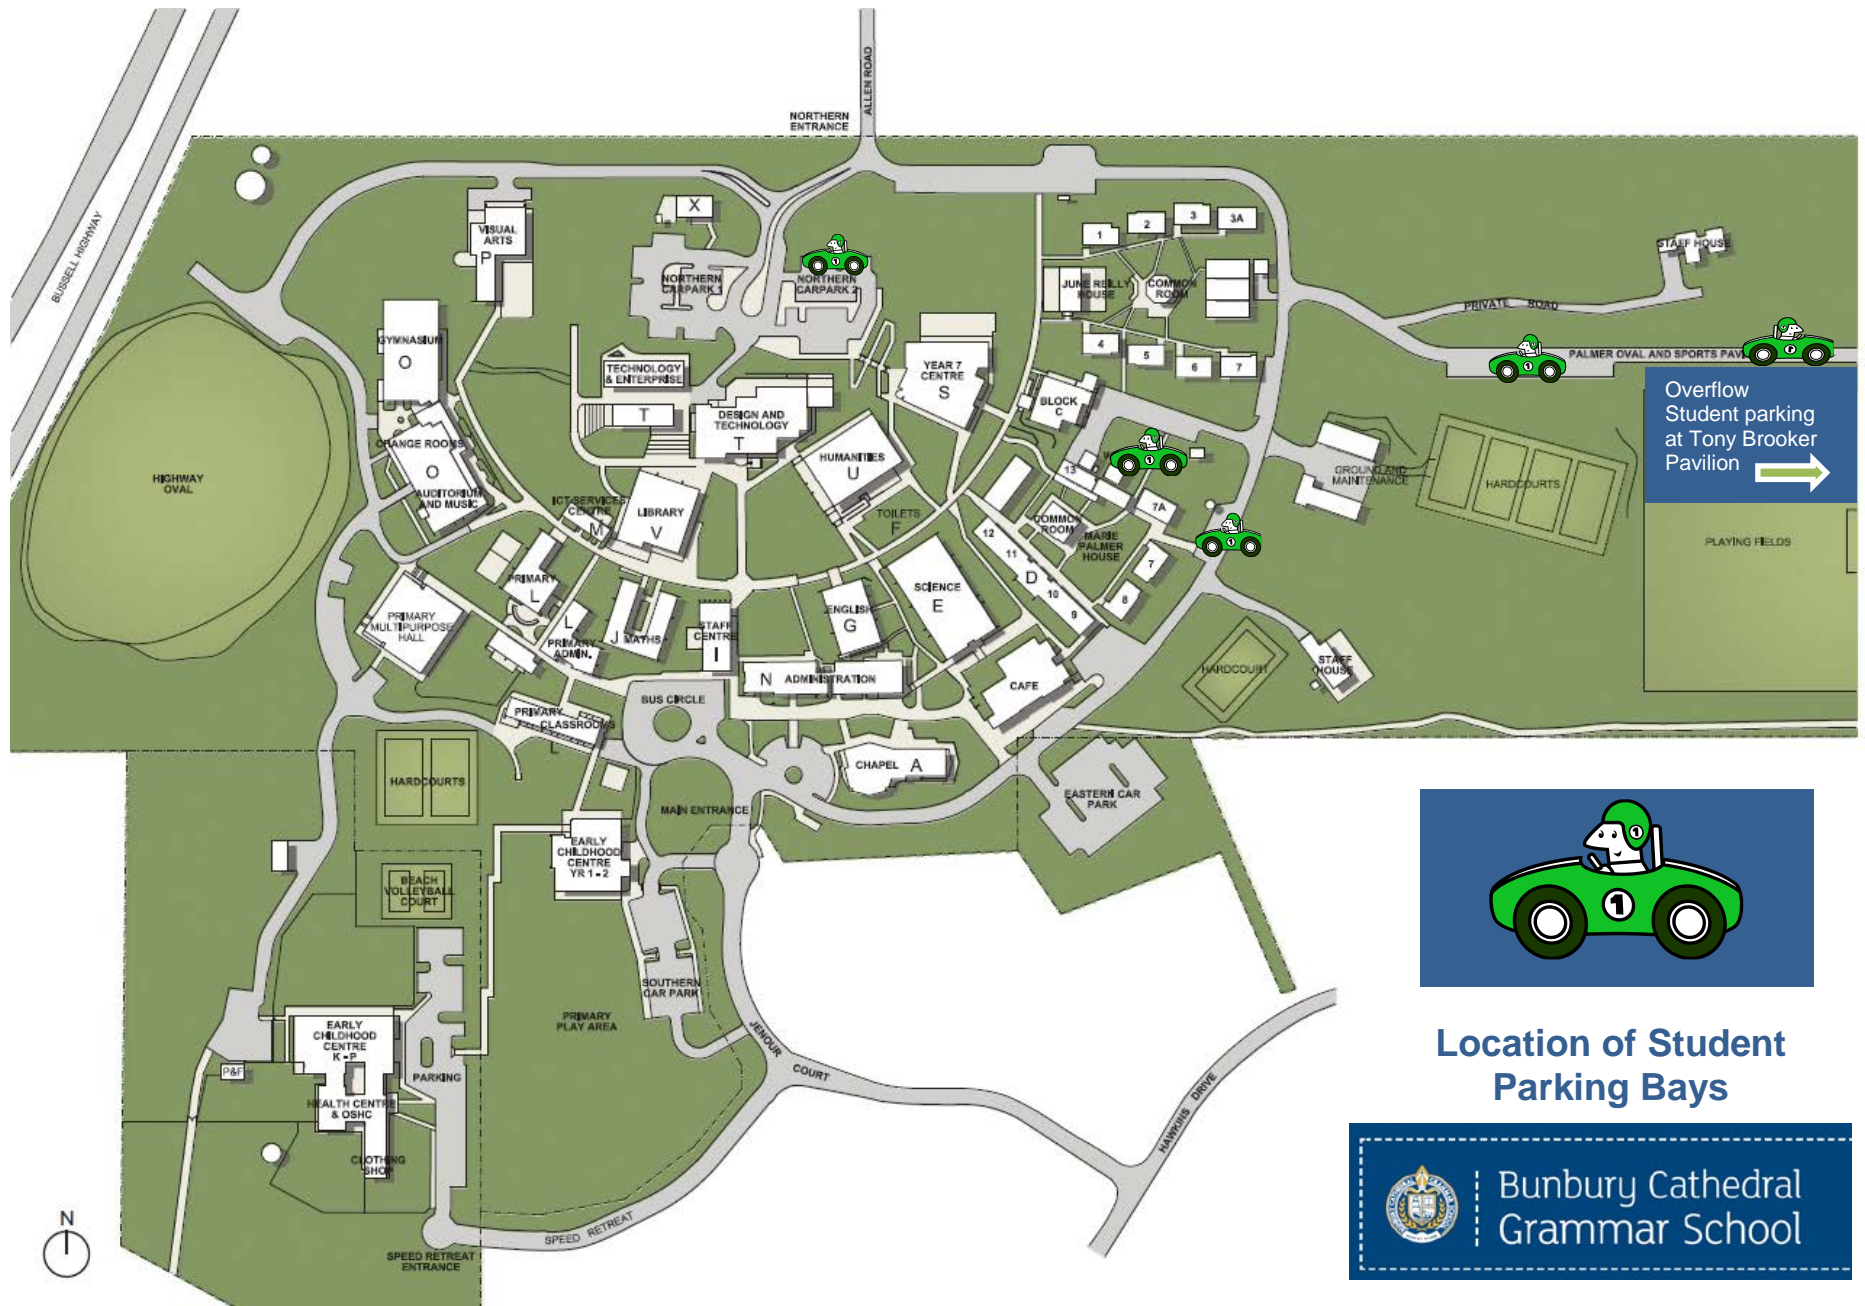 ALLEN ROAD
NORTHERN
ENTRANCE
BUSSELL HIGHWAY
X
VISUAL
ARTS
P
NORTHERN
CARPARK 1
1
NORTHERN
CARPARK 2
1
2
3
3A
JUNE REILLY
HOUSE
COMMON
ROOM
4
5
6
7
STAFF HOUSE
PRIVATE ROAD
1
PALMER OVAL AND SPORTS PAVI
Overflow
Student parking
at Tony Brooker
Pavilion
GYMNASIUM
O
TECHNOLOGY
& ENTERPRISE
T
DESIGN AND
TECHNOLOGY
T
YEAR 7
CENTRE
S
BLOCK
C
CHANGE ROOMS
O
AUDITORIUM
AND MUSIC
HIGHWAY
OVAL
HUMANITIES
U
ICT SERVICES
CENTRE
M
LIBRARY
V
TOILETS
F
1
13
7A
COMMON
ROOM
MARIE
PALMER
HOUSE
1
GROUND AND
MAINTENANCE
HARDCOURTS
PLAYING FIELDS
12
11
D
10
9
7
8
PRIMARY
L
PRIMARY
MULTIPURPOSE
HALL
L
PRIMARY
ADMIN.
J MATHS
STAFF
CENTRE
I
ENGLISH
G
SCIENCE
E
N ADMINISTRATION
CAFE
HARDCOURT
STAFF
HOUSE
BUS CIRCLE
PRIMARY
CLASSROOMS
L
CHAPEL A
HARDCOURTS
MAIN ENTRANCE
EASTERN CAR
PARK
EARLY
CHILDHOOD
CENTRE
YR 1 - 2
BEACH
VOLLEYBALL
COURT
SOUTHERN
CAR PARK
PRIMARY
PLAY AREA
JENOUR
COURT
HAWKINS DRIVE
EARLY
CHILDHOOD
CENTRE
K - P
P&F
PARKING
HEALTH CENTRE
& OSHC
CLOTHING
SHOP
N
SPEED RETREAT
SPEED RETREAT
ENTRANCE
1
1
Location of Student
Parking Bays
Bunbury Cathedral
Grammar School